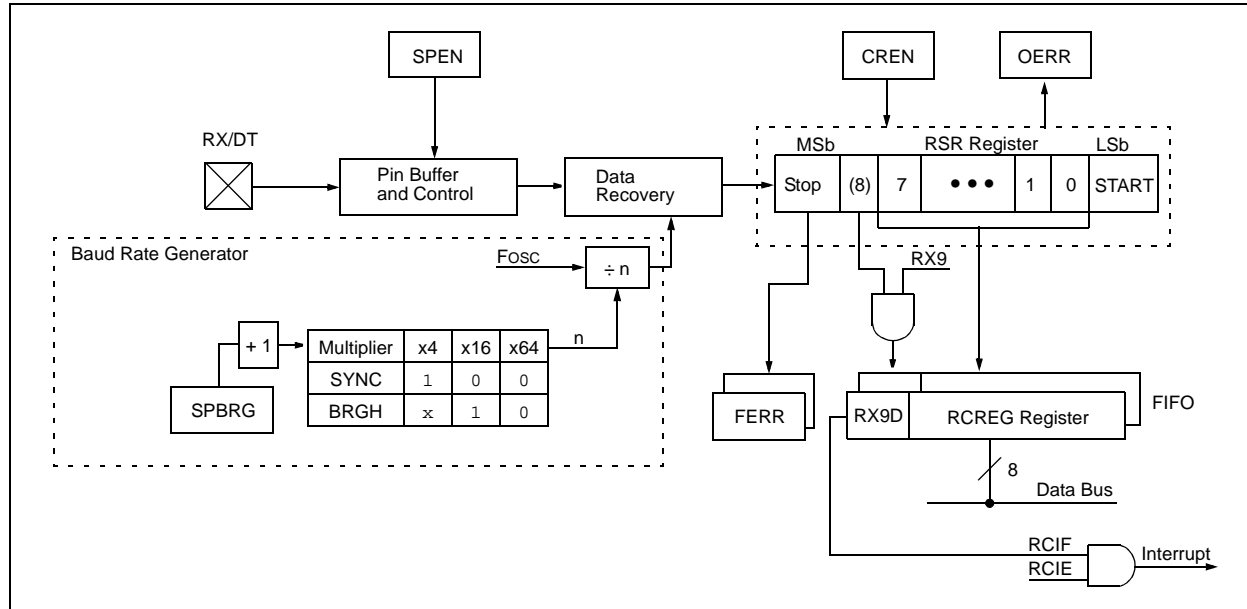 SPEN
CREN
OERR
RX/DT
MSb
RSR Register
LSb
Pin Buffer
and Control
Data
Recovery
Stop
(8)
7
•••
1
0
START
Baud Rate Generator
FOSC
÷ n
RX9
+ 1
n
Multiplier x4 x16 x64
SYNC 1 0 0
BRGH x 1 0
SPBRG
FERR
RX9D
RCREG Register
FIFO
8
Data Bus
RCIF
RCIE
Interrupt